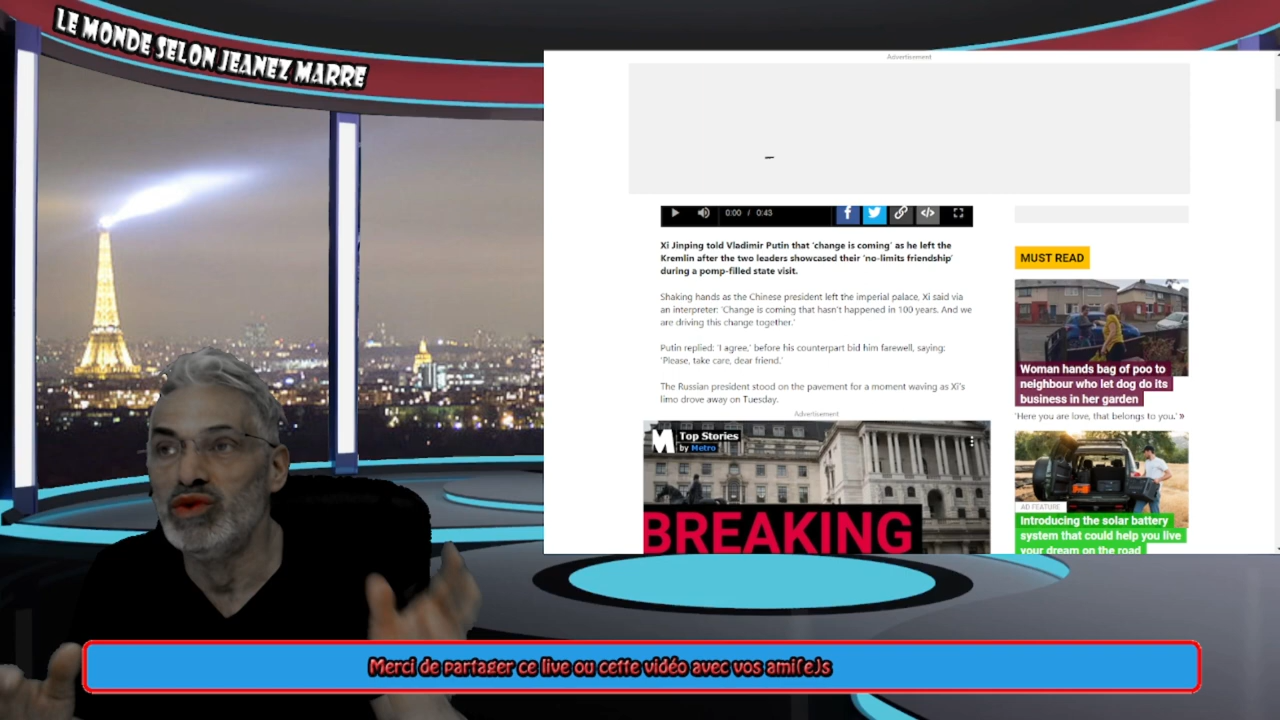 LE MONDE SELON JEANEZ MARRE
Advertisement
0:00 / 0:43
Xi Jinping told Vladimir Putin that ‘change is coming’ as he left the
Kremlin after the two leaders showcased their ‘no-limits friendship’
during a pomp-filled state visit.
Shaking hands as the Chinese president left the imperial palace, Xi said via
an interpreter: ‘Change is coming that hasn’t happened in 100 years. And we
are driving this change together.’
Putin replied: ‘I agree,’ before his counterpart bid him farewell, saying:
‘Please, take care, dear friend.’
The Russian president stood on the pavement for a moment waving as Xi’s
limo drove away on Tuesday.
Advertisement
Top Stories
by Metro
BREAKING
MUST READ
Woman hands bag of poo to
neighbour who let dog do its
business in her garden
‘Here you are love, that belongs to you.’ »
AD FEATURE
Introducing the solar battery
system that could help you live
your dream on the road
Merci de partager ce live ou cette vidéo avec vos ami(e)s